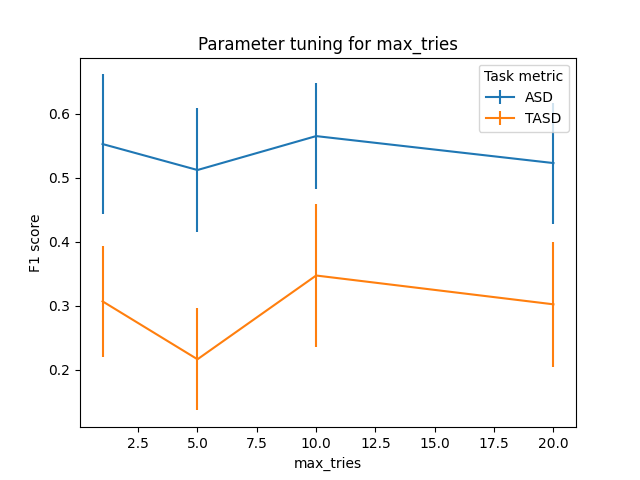 Parameter tuning for max_tries
Task metric
ASD
TASD
F1 score
0.6
0.5
0.4
0.3
0.2
2.5 5.0 7.5 10.0 12.5 15.0 17.5 20.0
max_tries